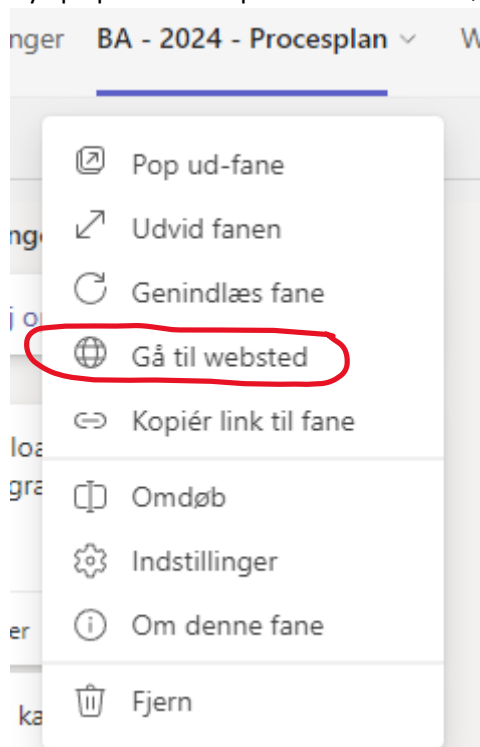 nger BA - 2024 - Procesplan
Pop ud-fane
Udvid fanen
Genindlæs fane
Gå til websted
Kopiér link til fane
Omdøb
Indstillinger
Om denne fane
Fjern